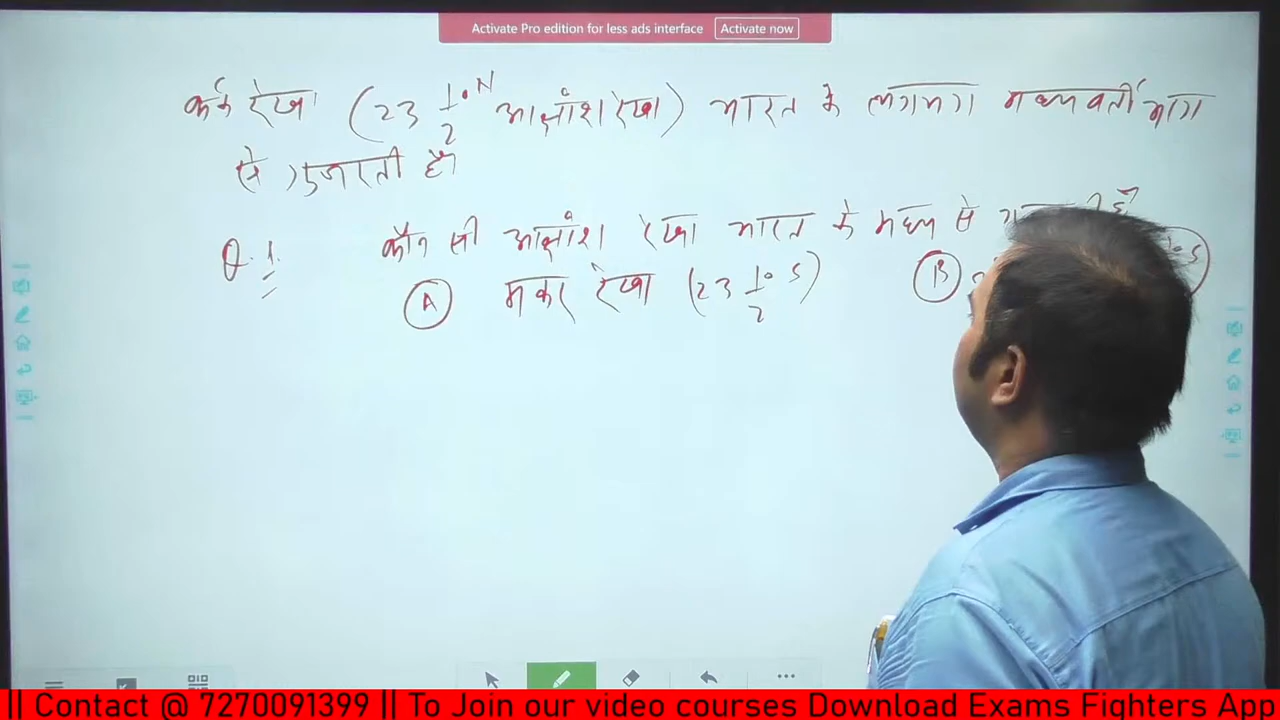 Activate Pro edition for less ads interface Activate now
कर्क रेखा (23 1/2°N आक्षांश रेखा) भारत के लगभग मध्यवर्ती भाग
से गुजरती है
Q.1. कौन सी आक्षांश रेखा भारत के मध्य से
(A) मकर रेखा (23 1/2° S) (B) ° S)
|| Contact @ 7270091399 || To Join our video courses Download Exams Fighters App